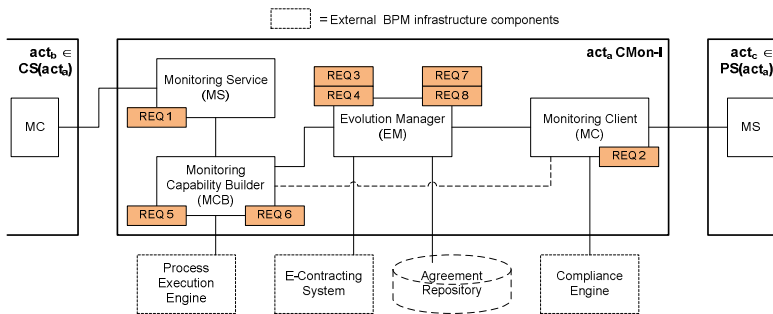 = External BPM infrastructure components
act_b ∈
CS(act_a)
MC
act_a CMon-I
Monitoring Service
(MS)
REQ 1
REQ 3
REQ 4
REQ 7
REQ 8
Evolution Manager
(EM)
Monitoring Client
(MC)
REQ 2
Monitoring
Capability Builder
(MCB)
REQ 5
REQ 6
act_c ∈
PS(act_a)
MS
Process
Execution
Engine
E-Contracting
System
Agreement
Repository
Compliance
Engine